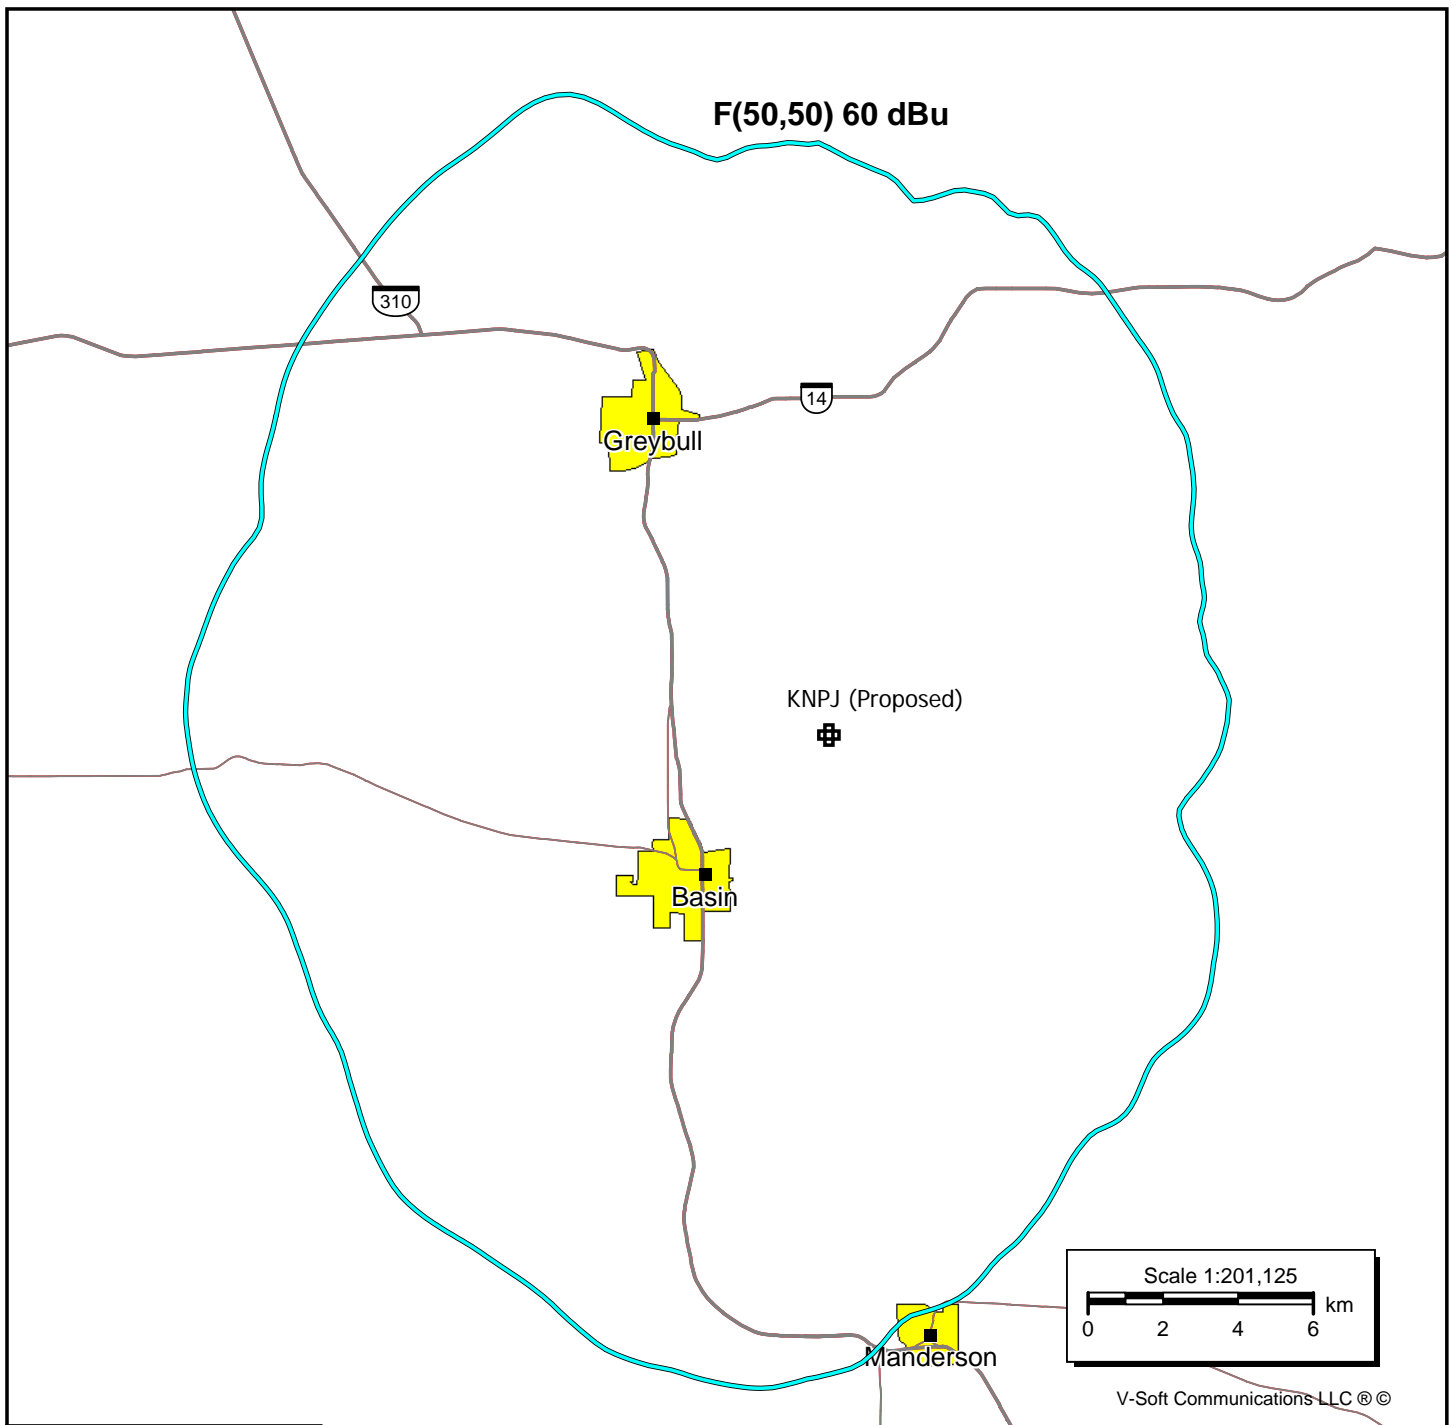 F(50,50) 60 dBu
310
14
Greybull
KNPJ (Proposed)
Basin
Manderson
Scale 1:201,125
km
0 2 4 6
V-Soft Communications LLC ® ©